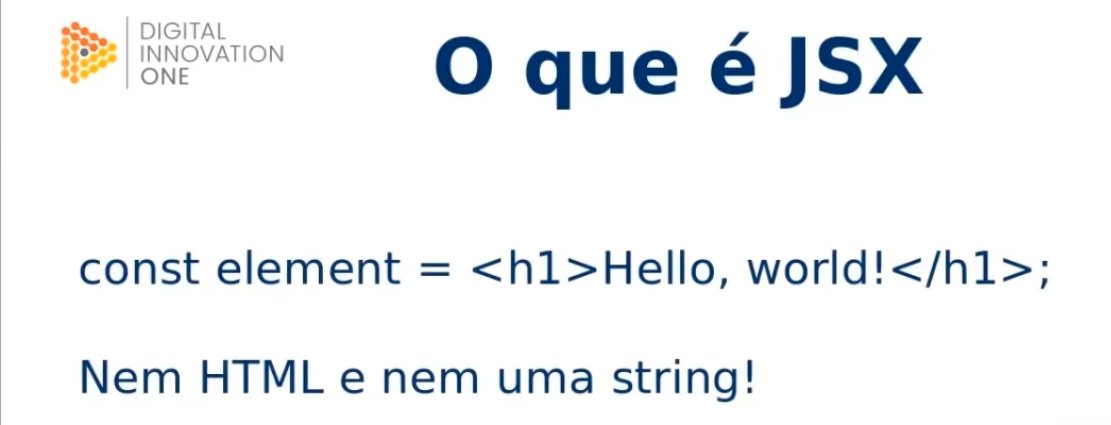 DIGITAL
INNOVATION
ONE
O que é JSX
const element = <h1>Hello, world!</h1>;
Nem HTML e nem uma string!